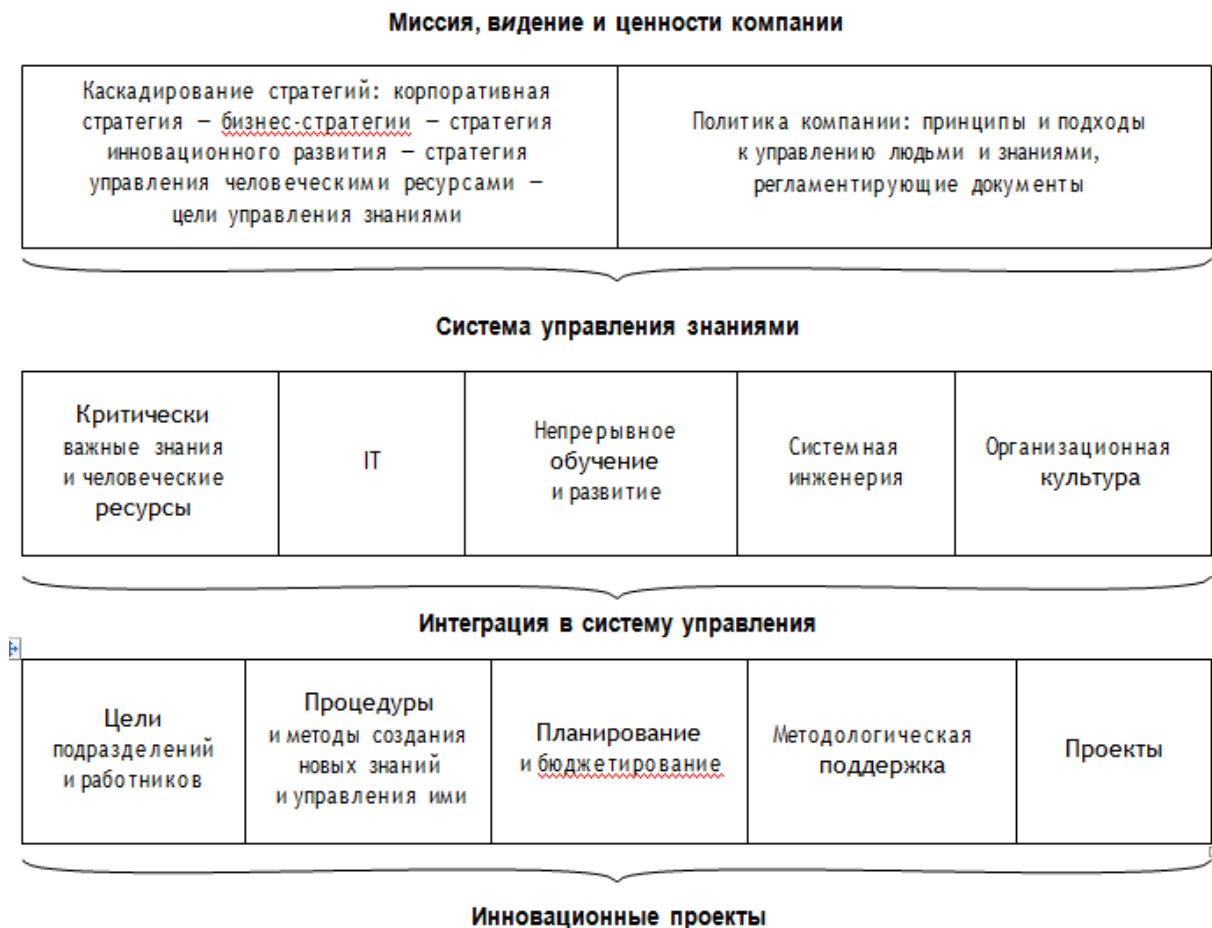 Миссия, видение и ценности компании
Каскадирование стратегий: корпоративная
стратегия – бизнес-стратегии – стратегия
инновационного развития – стратегия
управления человеческими ресурсами –
цели управления знаниями
Политика компании: принципы и подходы
к управлению людьми и знаниями,
регламентирующие документы
Система управления знаниями
Критически
важные знания
и человеческие
ресурсы
IT
Непрерывное
обучение
и развитие
Системная
инженерия
Организационная
культура
Интеграция в систему управления
Цели
подразделений
и работников
Процедуры
и методы создания
новых знаний
и управления ими
Планирование
и бюджетирование
Методологическая
поддержка
Проекты
Инновационные проекты